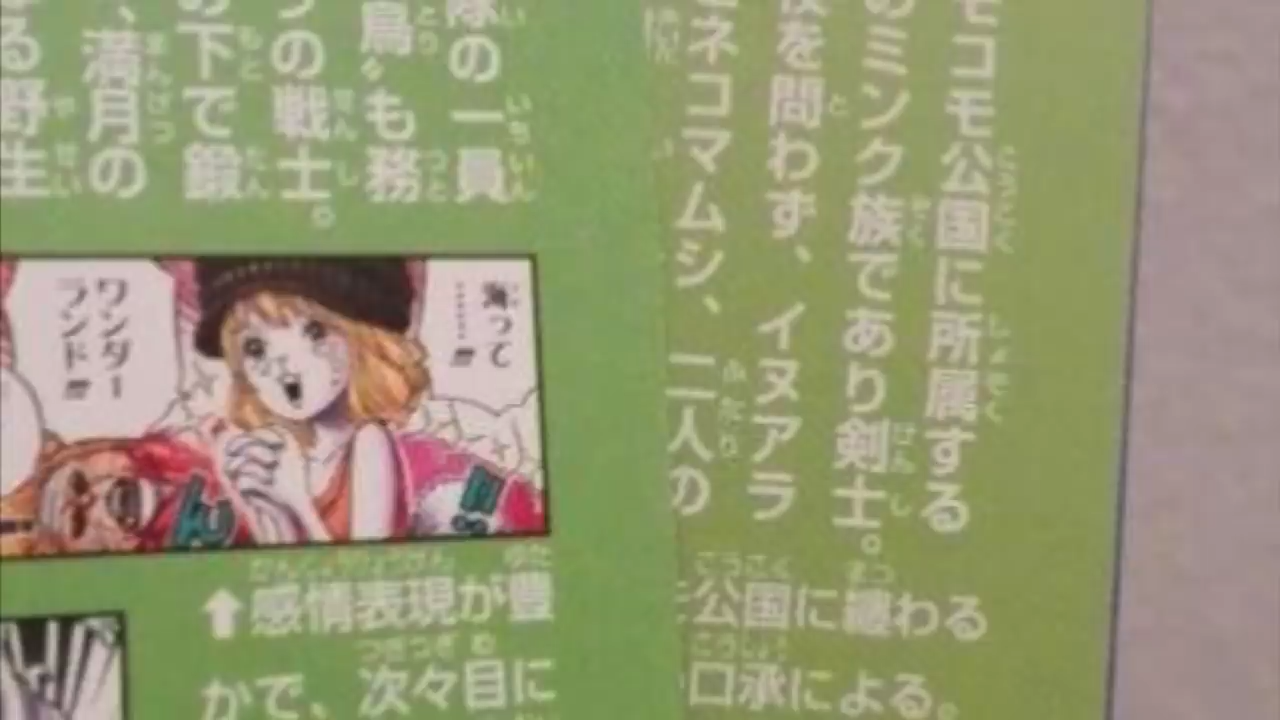 モコモ公国に所属する
のミンク族であり剣士。
を問わず、イヌアラ
ネコマムシ、二人の
公国に纏わる
口承による。
隊の一員
鳥”も務
の戦士。
の下で鍛
、満月の
る野生
海って
……!!!
ワンダー
ランド!!!
⬆感情表現が豊
かで、次々目に